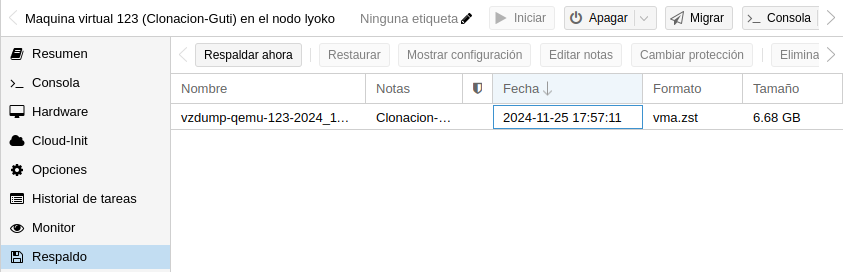 Maquina virtual 123 (Clonacion-Guti) en el nodo lyoko Ninguna etiqueta Iniciar Apagar Migrar >_ Consola
Resumen
Consola
Hardware
Cloud-Init
Opciones
Historial de tareas
Monitor
Respaldo
Respaldar ahora Restaurar Mostrar configuración Editar notas Cambiar protección Elimina
Nombre Notas Fecha Formato Tamaño
vzdump-qemu-123-2024_1... Clonacion-... 2024-11-25 17:57:11 vma.zst 6.68 GB